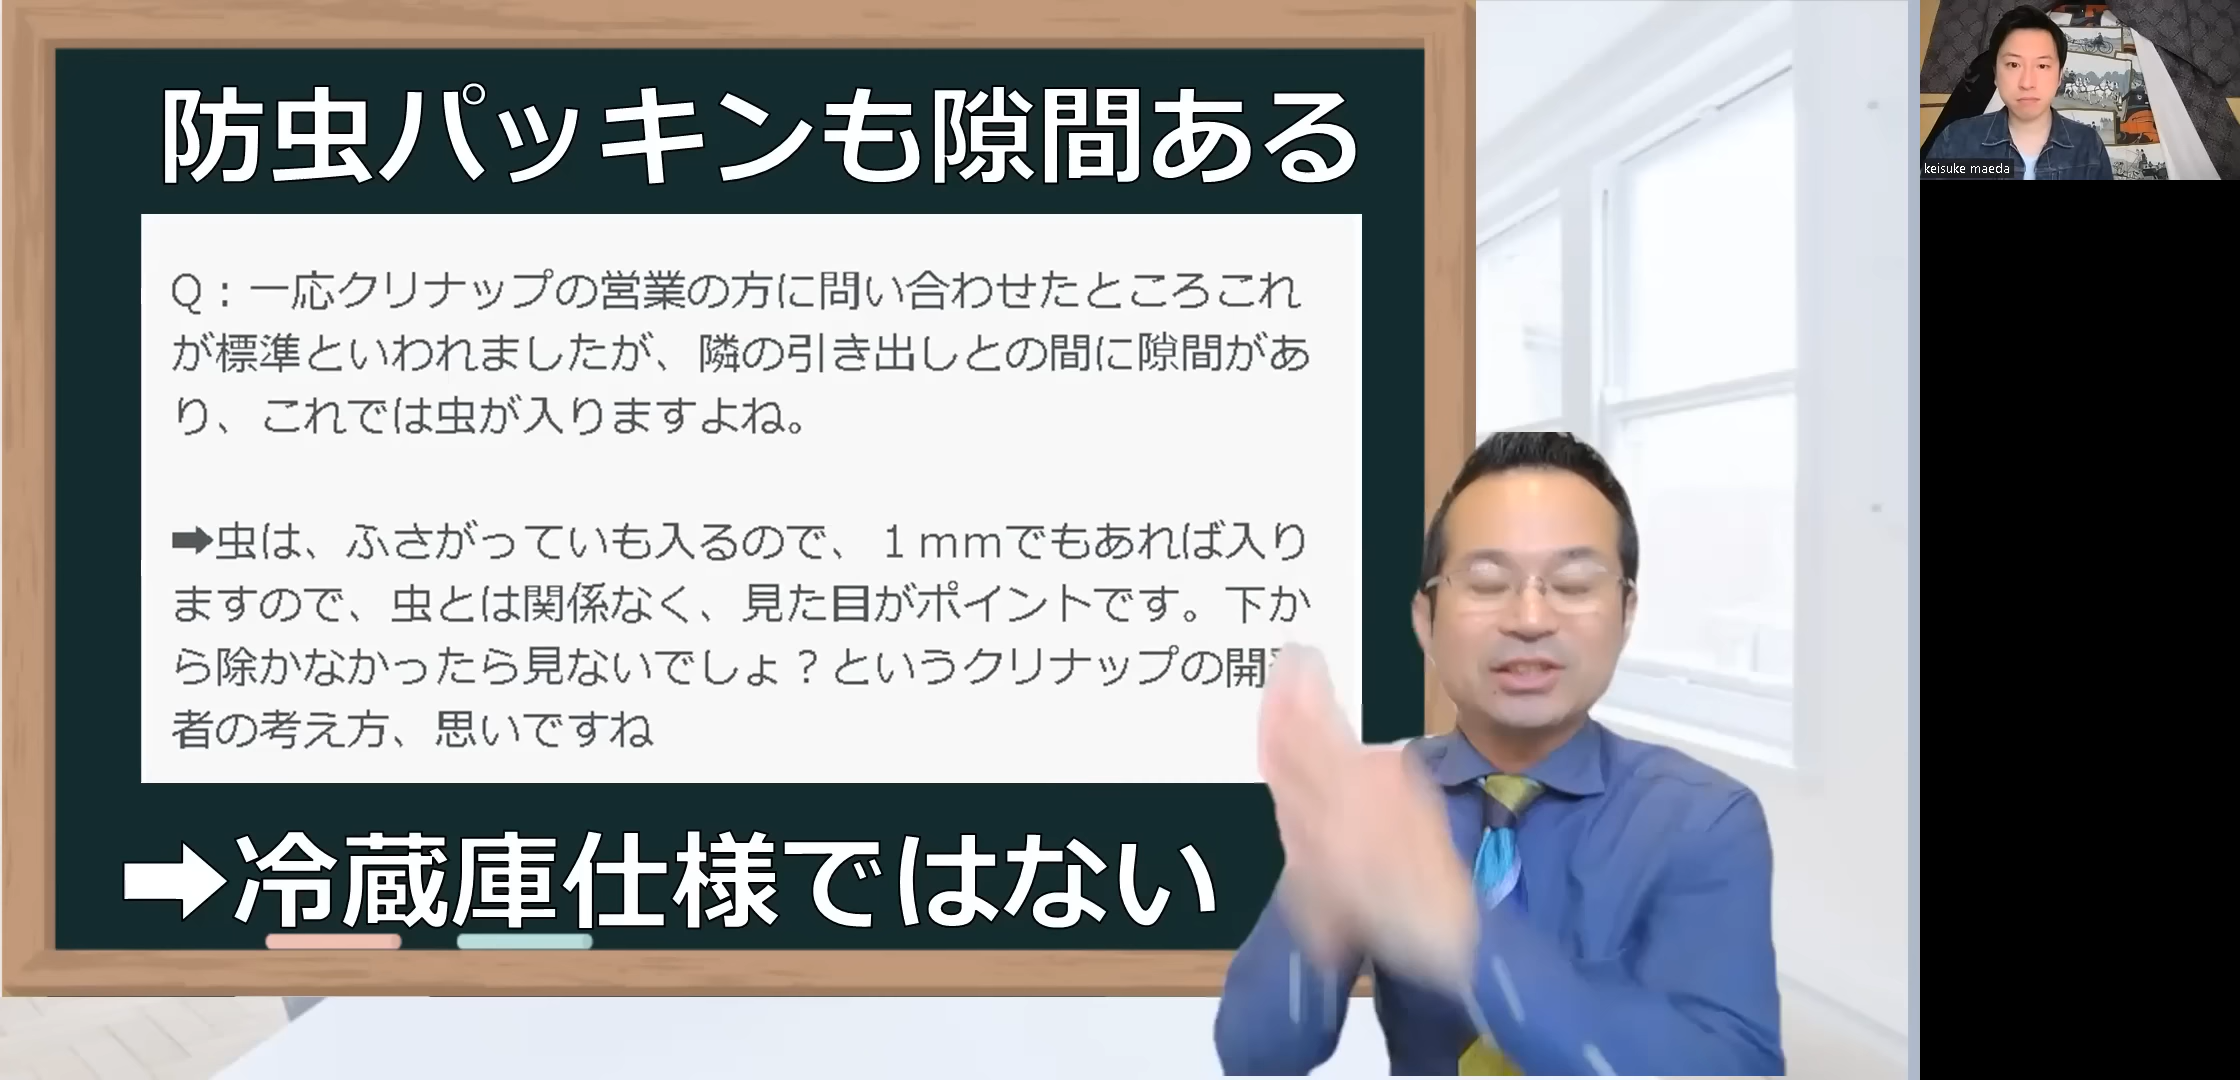 防虫パッキンも隙間ある
Q：一応クリナップの営業の方に問い合わせたところこれ
が標準といわれましたが、隣の引き出しとの間に隙間があ
り、これでは虫が入りますよね。
➡虫は、ふさがっていも入るので、１ｍｍでもあれば入り
ますので、虫とは関係なく、見た目がポイントです。下か
ら除かなかったら見ないでしょ？というクリナップの開
者の考え方、思いですね
➡冷蔵庫仕様ではない
keisuke maeda